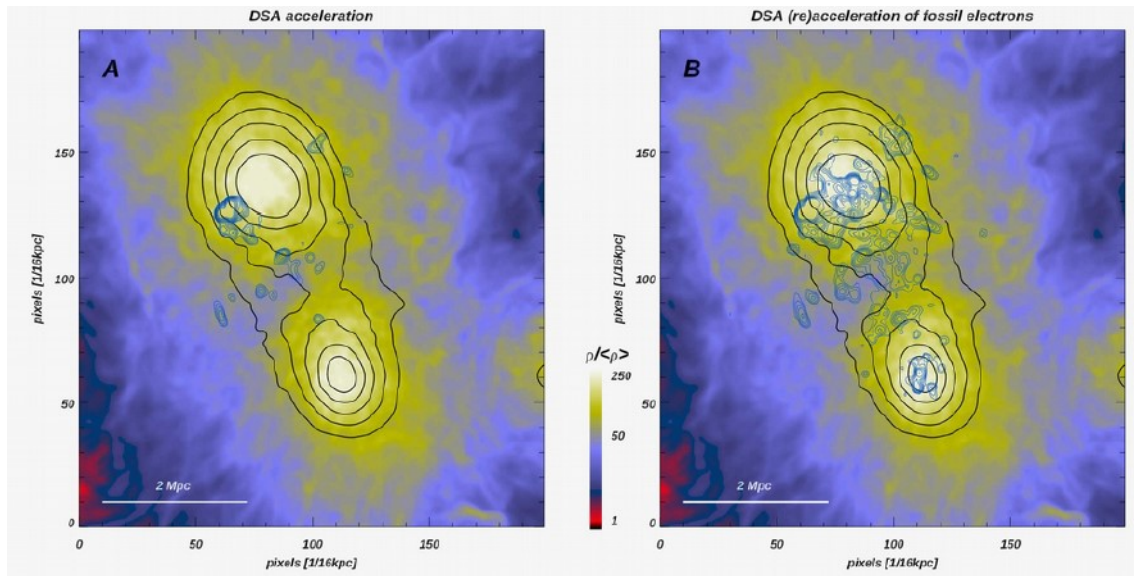 DSA acceleration
A
pixels [1/16kpc]
150
100
50
0
2 Mpc
0 50 100 150
pixels [1/16kpc]
ρ/<ρ>
250
50
1
DSA (re)acceleration of fossil electrons
B
pixels [1/16kpc]
150
100
50
0
2 Mpc
0 50 100 150
pixels [1/16kpc]